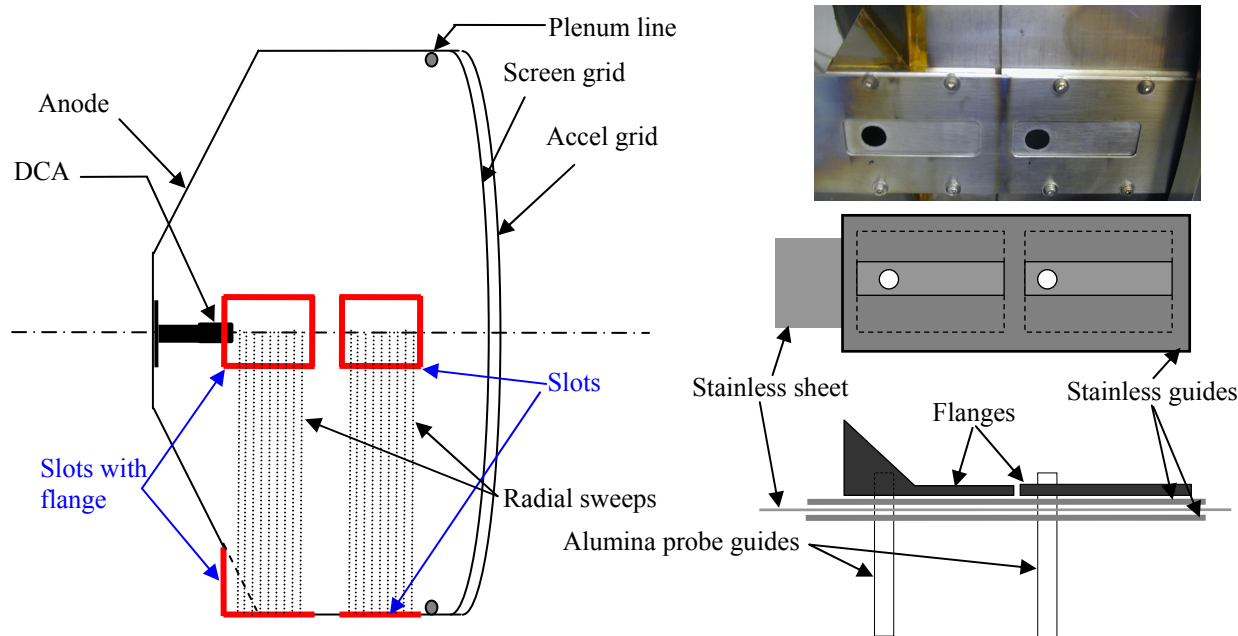 Plenum line
Screen grid
Anode
Accel grid
DCA
Slots
Slots with
flange
Radial sweeps
Stainless sheet
Stainless guides
Flanges
Alumina probe guides